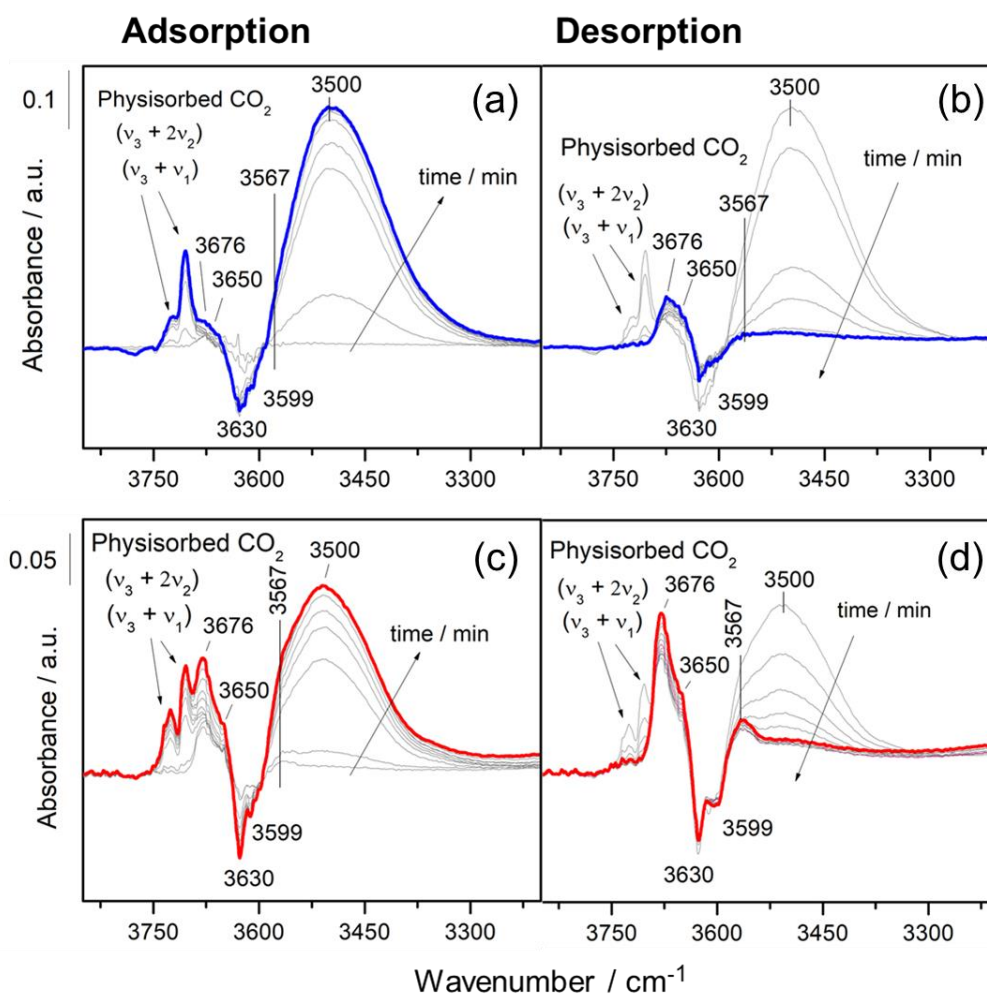 Adsorption
Desorption
Absorbance / a.u.
0.1
(a)
Physisorbed CO₂
(ν₃ + 2ν₂)
(ν₃ + ν₁)
3676
3650
3567
3500
time / min
3599
3630
3750 3600 3450 3300
(b)
Physisorbed CO₂
(ν₃ + 2ν₂)
(ν₃ + ν₁)
3676
3650
3567
3500
time / min
3599
3630
3750 3600 3450 3300
Absorbance / a.u.
0.05
(c)
Physisorbed CO₂
(ν₃ + 2ν₂)
(ν₃ + ν₁)
3676
3650
3567
3500
time / min
3599
3630
3750 3600 3450 3300
(d)
Physisorbed CO₂
(ν₃ + 2ν₂)
(ν₃ + ν₁)
3676
3650
3567
3500
time / min
3599
3630
3750 3600 3450 3300
Wavenumber / cm⁻¹